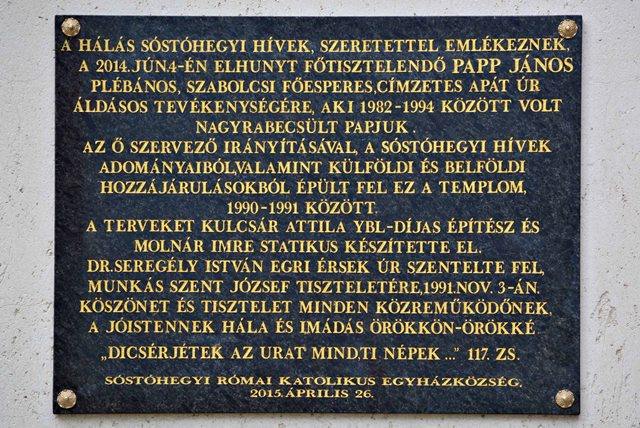 A HÁLÁS SÓSTÓHEGYI HÍVEK, SZERETETTEL EMLÉKEZNEK,
A 2014. JÚN.4-ÉN ELHUNYT FŐTISZTELENDŐ PAPP JÁNOS
PLÉBÁNOS, SZABOLCSI FŐESPERES,CÍMZETES APÁT ÚR
ÁLDÁSOS TEVÉKENYSÉGÉRE, AKI 1982-1994 KÖZÖTT VOLT
NAGYRABECSÜLT PAPJUK.
AZ Ő SZERVEZŐ IRÁNYÍTÁSÁVAL, A SÓSTÓHEGYI HÍVEK
ADOMÁNYAIBÓL,VALAMINT KÜLFÖLDI ÉS BELFÖLDI
HOZZÁJÁRULÁSOKBÓL ÉPÜLT FEL EZ A TEMPLOM,
1990-1991 KÖZÖTT.
A TERVEKET KULCSÁR ATTILA YBL-DÍJAS ÉPÍTÉSZ ÉS
MOLNÁR IMRE STATIKUS KÉSZÍTETTE EL.
DR.SEREGÉLY ISTVÁN EGRI ÉRSEK ÚR SZENTELTE FEL,
MUNKÁS SZENT JÓZSEF TISZTELETÉRE,1991.NOV. 3-ÁN.
KÖSZÖNET ÉS TISZTELET MINDEN KÖZREMŰKÖDŐNEK,
A JÓISTENNEK HÁLA ÉS IMÁDÁS ÖRÖKKÖN-ÖRÖKKÉ.
„DICSÉRJÉTEK AZ URAT MIND,TI NÉPEK ...” 117. ZS.
SÓSTÓHEGYI RÓMAI KATOLIKUS EGYHÁZKÖZSÉG,
2015.ÁPRILIS 26.